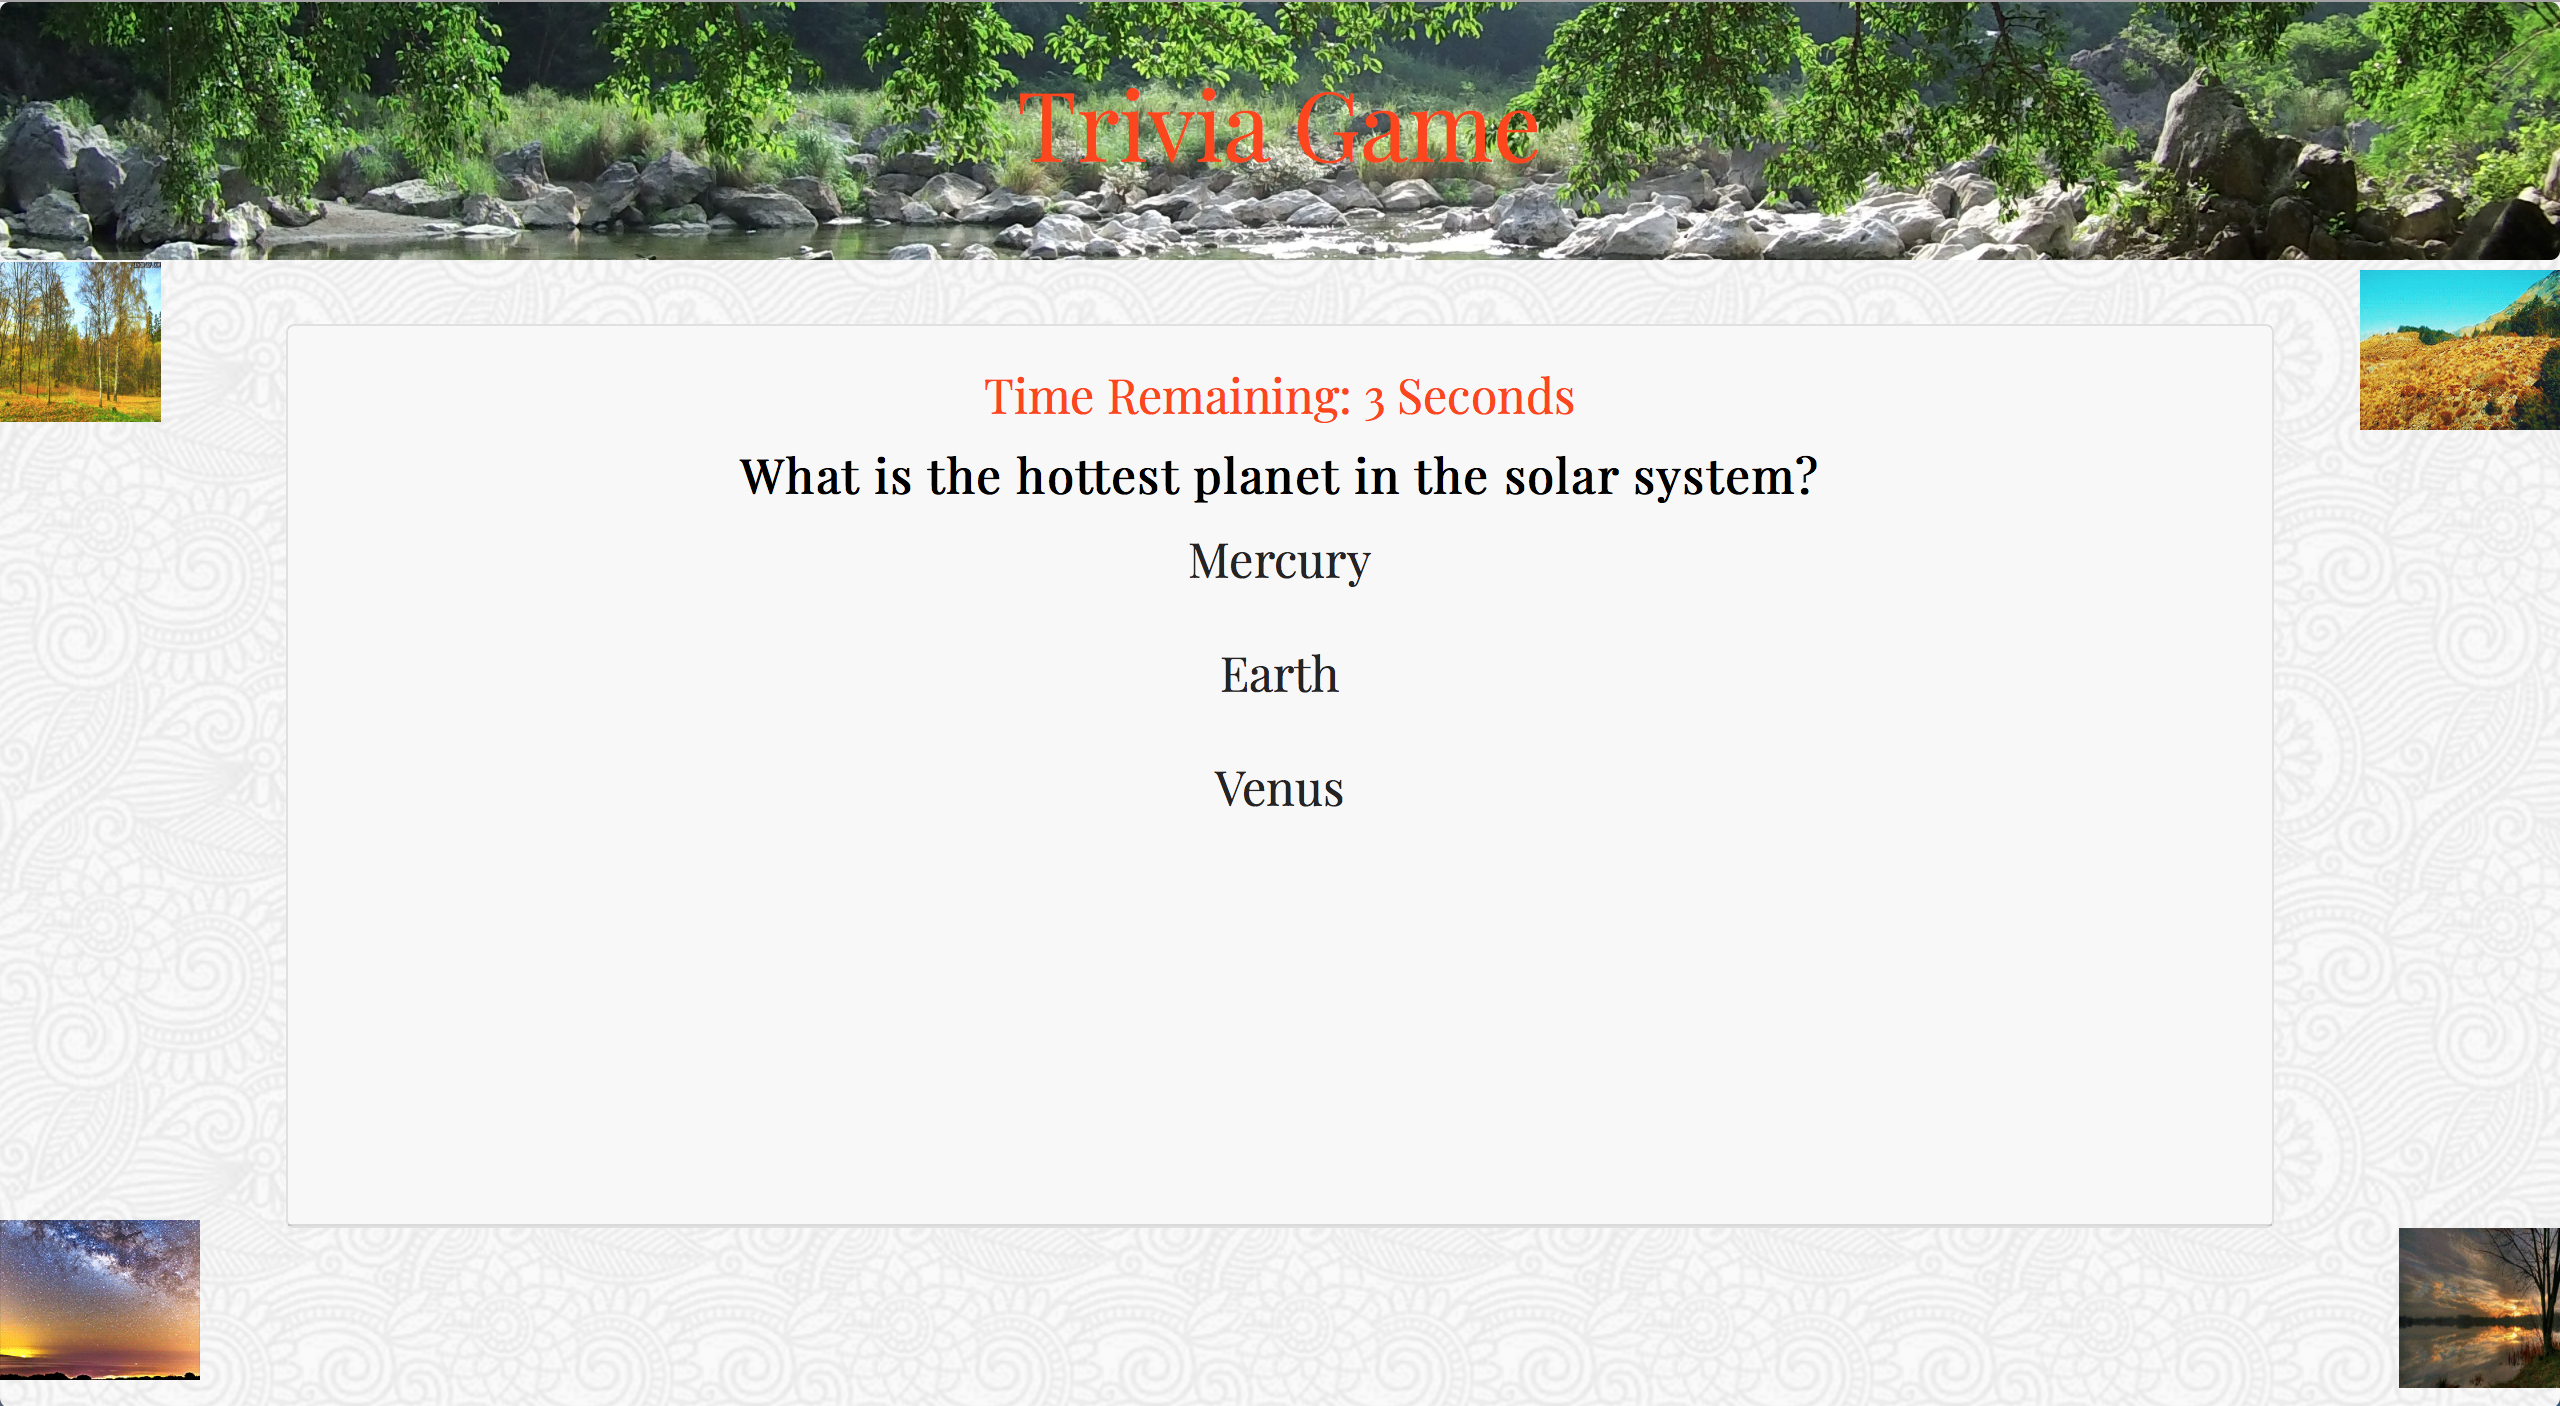 Trivia Game
Time Remaining: 3 Seconds
What is the hottest planet in the solar system?
Mercury
Earth
Venus